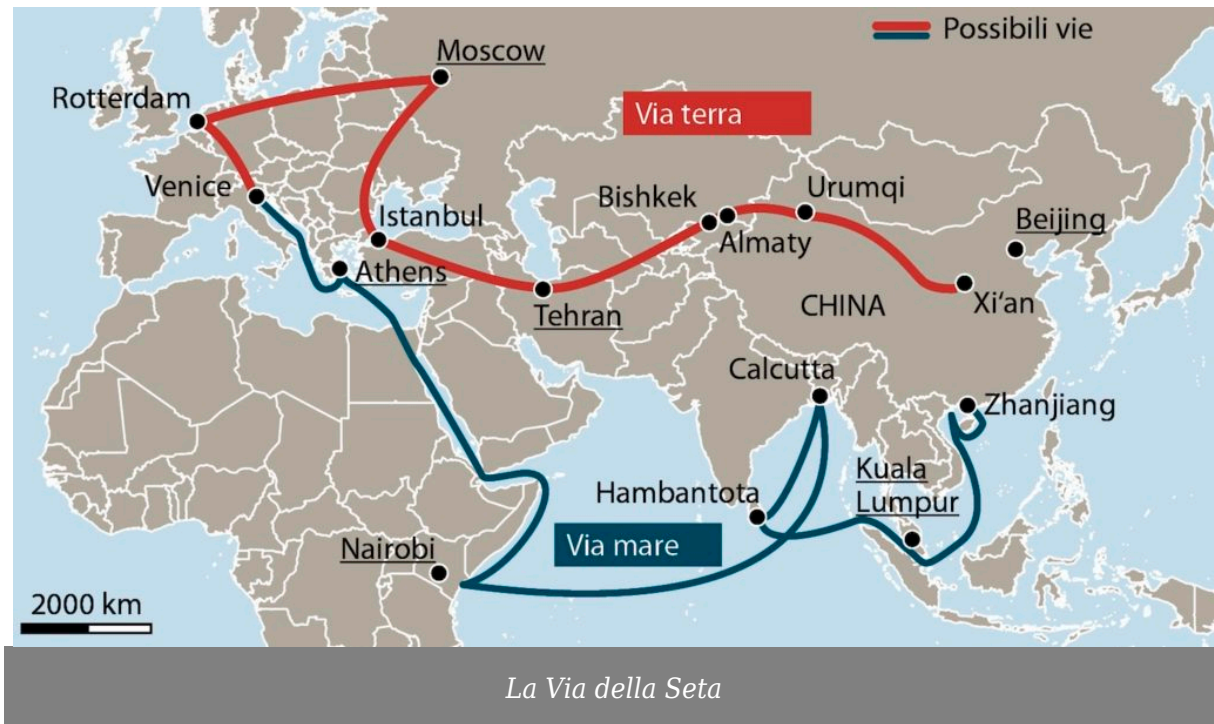 Possibili vie
Moscow
Rotterdam
Via terra
Venice
Istanbul
Bishkek
Urumqi
Almaty
Beijing
Athens
Tehran
CHINA
Xi‘an
Calcutta
Zhanjiang
Kuala
Lumpur
Hambantota
Via mare
Nairobi
2000 km
La Via della Seta